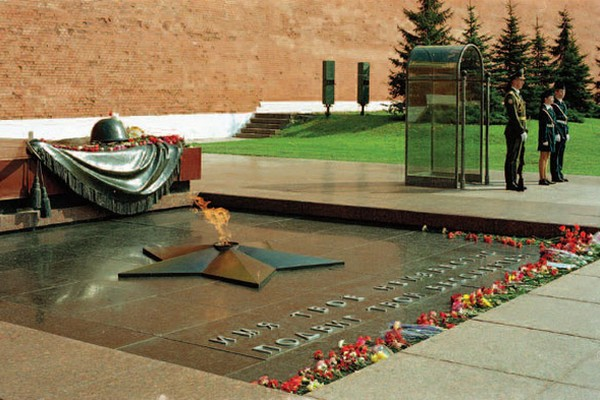 ИМЯ ТВОЕ НЕИЗВЕСТНО
ПОДВИГ ТВОЙ БЕССМЕРТЕН